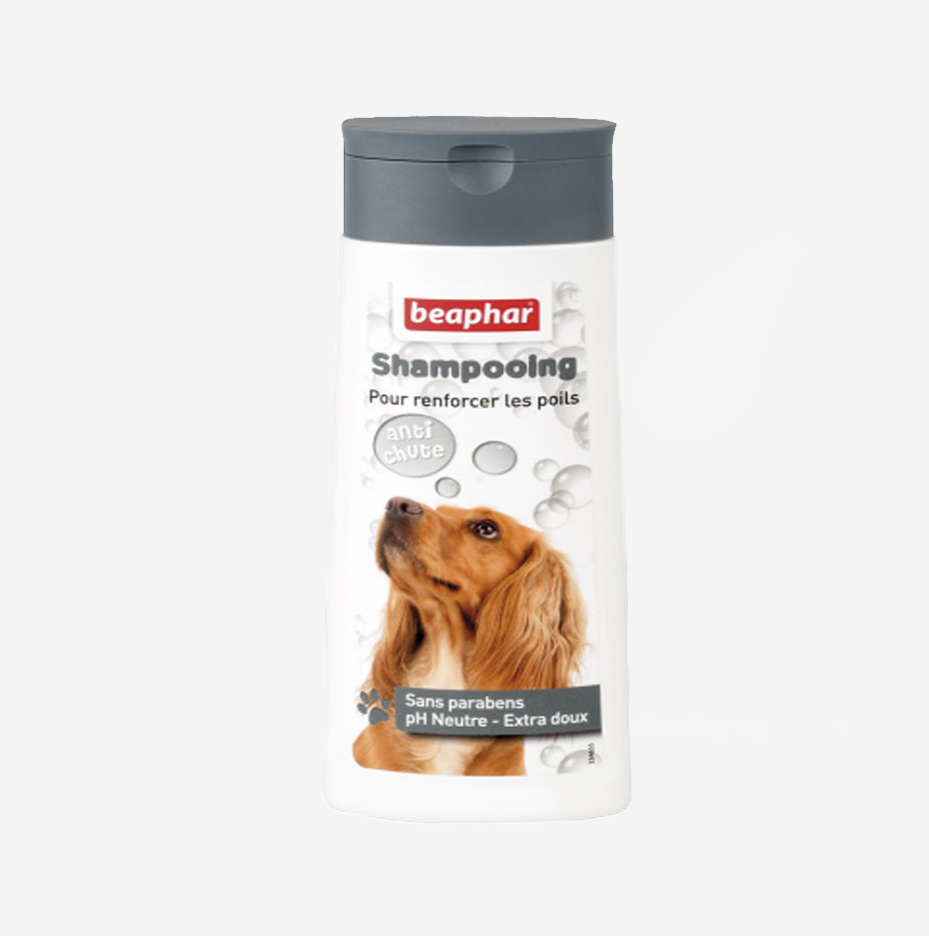 beaphar
Shampooing
Pour renforcer les poils
anti
chute
Sans parabens
pH Neutre - Extra doux